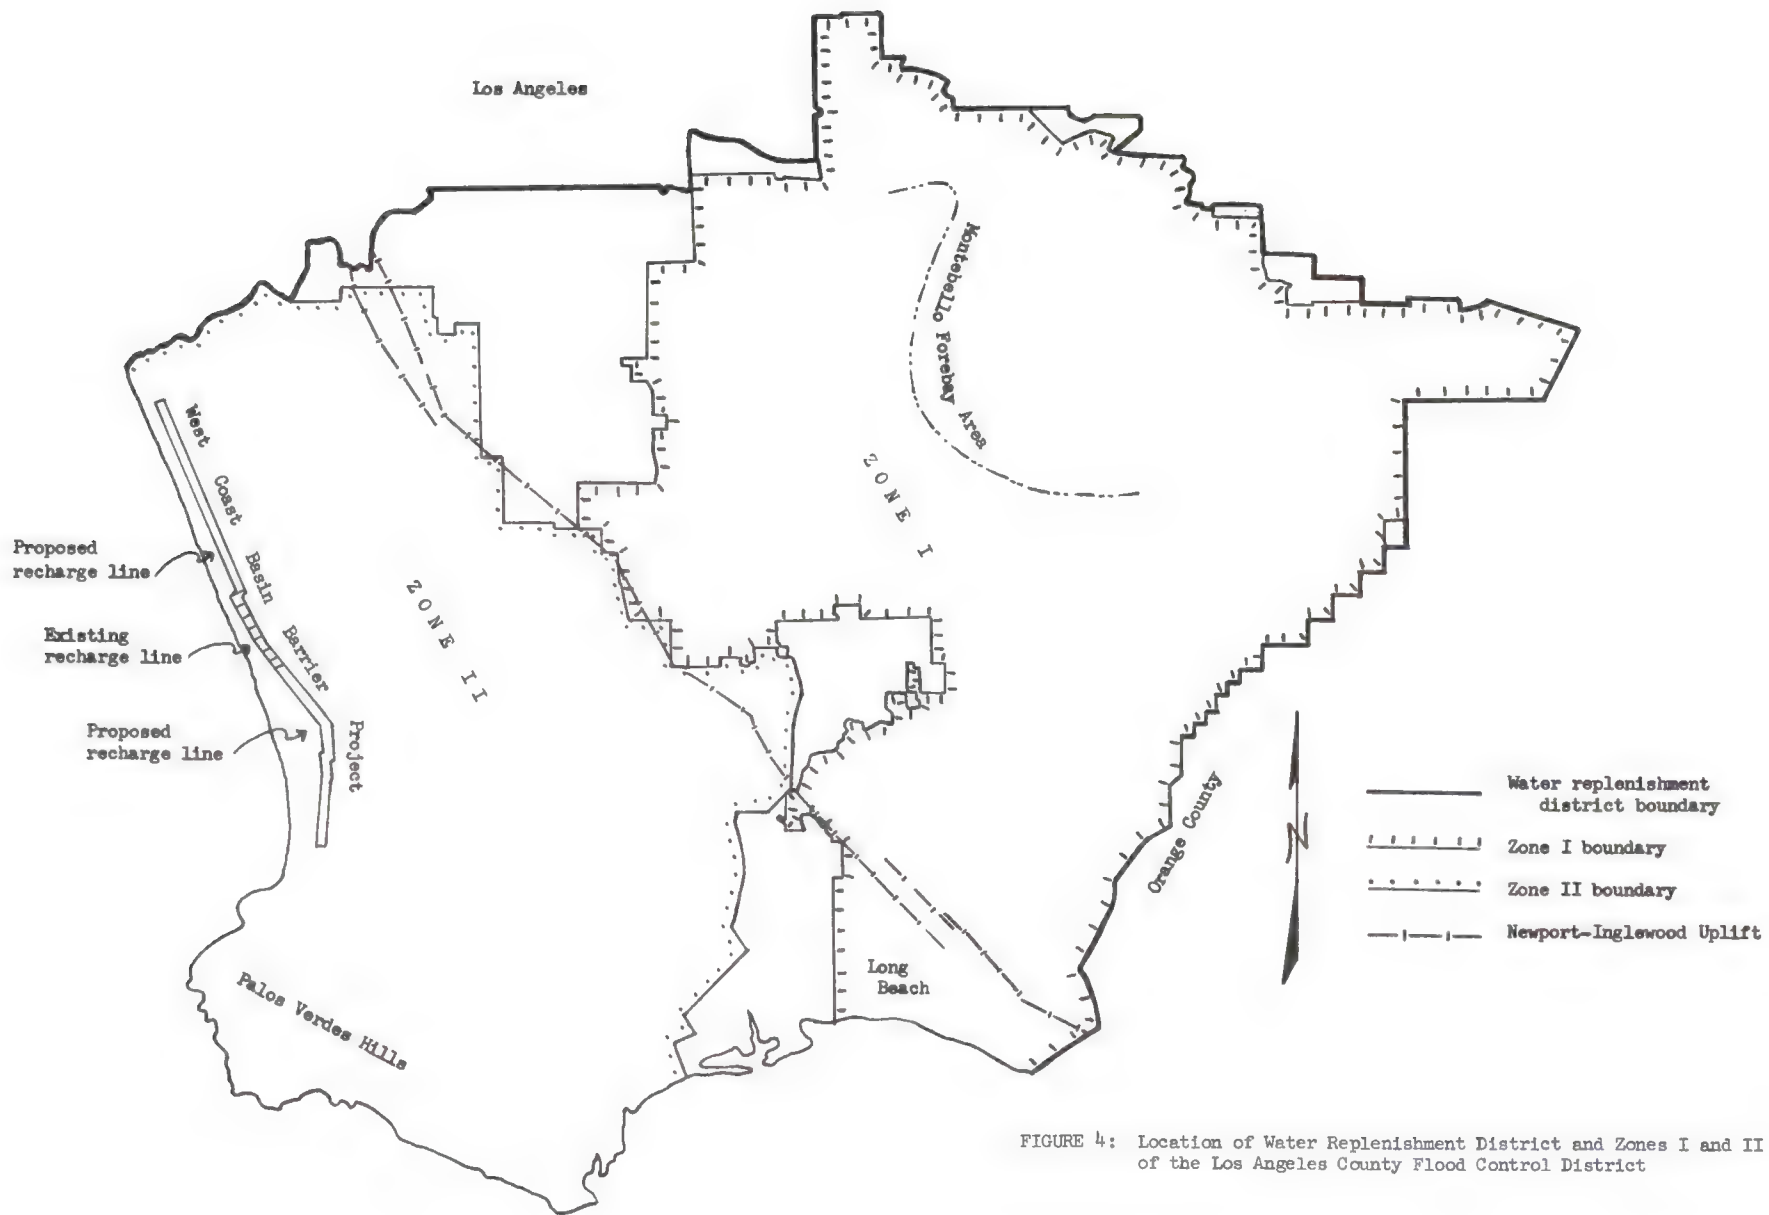 Los Angeles
Montebello Forebay Area
ZONE I
West Coast Basin Barrier Project
Proposed
recharge line
ZONE II
Existing
recharge line
Proposed
recharge line
Orange County
Water replenishment
district boundary
Zone I boundary
Zone II boundary
Newport-Inglewood Uplift
N
Long
Beach
Palos Verdes Hills
FIGURE 4: Location of Water Replenishment District and Zones I and II
of the Los Angeles County Flood Control District